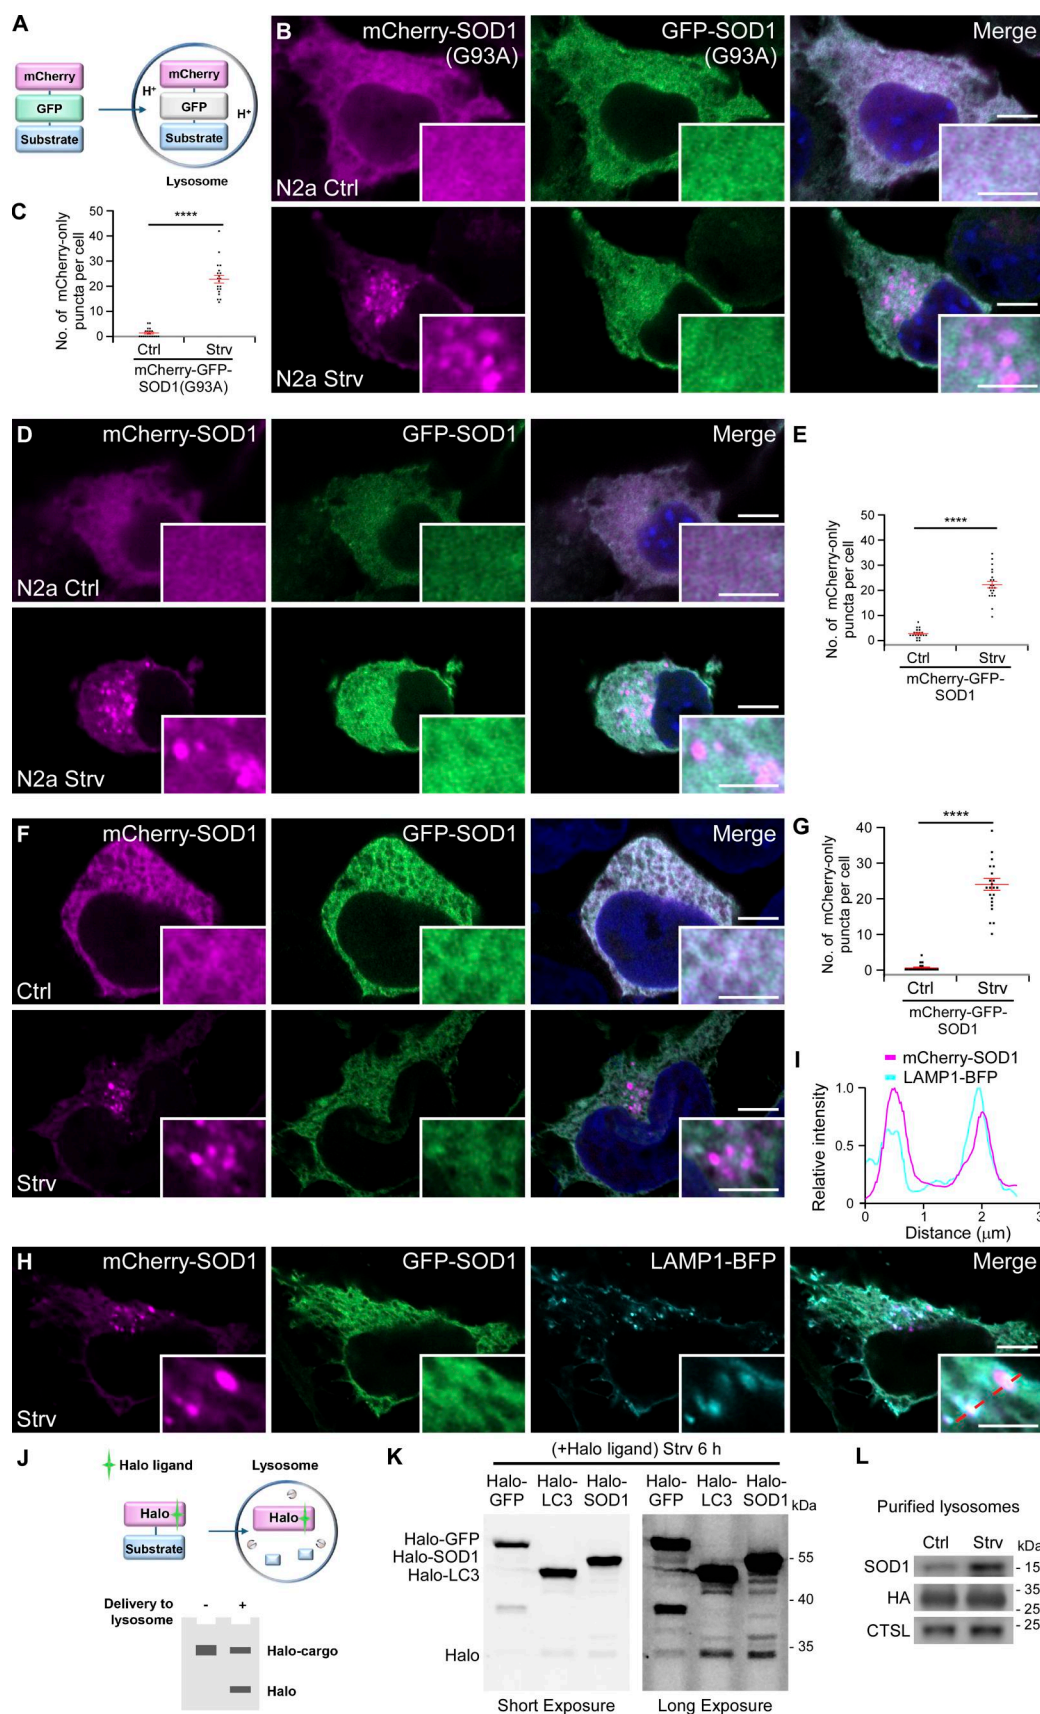 A
mCherry
GFP
Substrate
H+
mCherry
GFP
Substrate
H+
Lysosome
B
mCherry-SOD1
(G93A)
GFP-SOD1
(G93A)
Merge
N2a Ctrl
N2a Strv
C
No. of mCherry-only
puncta per cell
50
40
30
20
10
0
****
Ctrl
Strv
mCherry-GFP-
SOD1(G93A)
D
mCherry-SOD1
GFP-SOD1
Merge
N2a Ctrl
N2a Strv
E
No. of mCherry-only
puncta per cell
50
40
30
20
10
0
****
Ctrl
Strv
mCherry-GFP-
SOD1
F
mCherry-SOD1
GFP-SOD1
Merge
Ctrl
Strv
G
No. of mCherry-only
puncta per cell
40
30
20
10
0
****
Ctrl
Strv
mCherry-GFP-
SOD1
I
mCherry-SOD1
LAMP1-BFP
Relative intensity
1.0
0.5
0
0
1
2
3
Distance (μm)
H
mCherry-SOD1
GFP-SOD1
LAMP1-BFP
Merge
Strv
J
Halo ligand
Lysosome
Halo
Substrate
Halo
Delivery to
lysosome
-
+
Halo-cargo
Halo
K
(+Halo ligand) Strv 6 h
Halo-
GFP
Halo-
LC3
Halo-
SOD1
Halo-
GFP
Halo-
LC3
Halo-
SOD1
kDa
Halo-GFP
Halo-SOD1
Halo-LC3
Halo
- 55
- 40
- 35
Short Exposure
Long Exposure
L
Purified lysosomes
Ctrl
Strv
kDa
SOD1
- 15
HA
- 35
- 25
CTSL
- 25